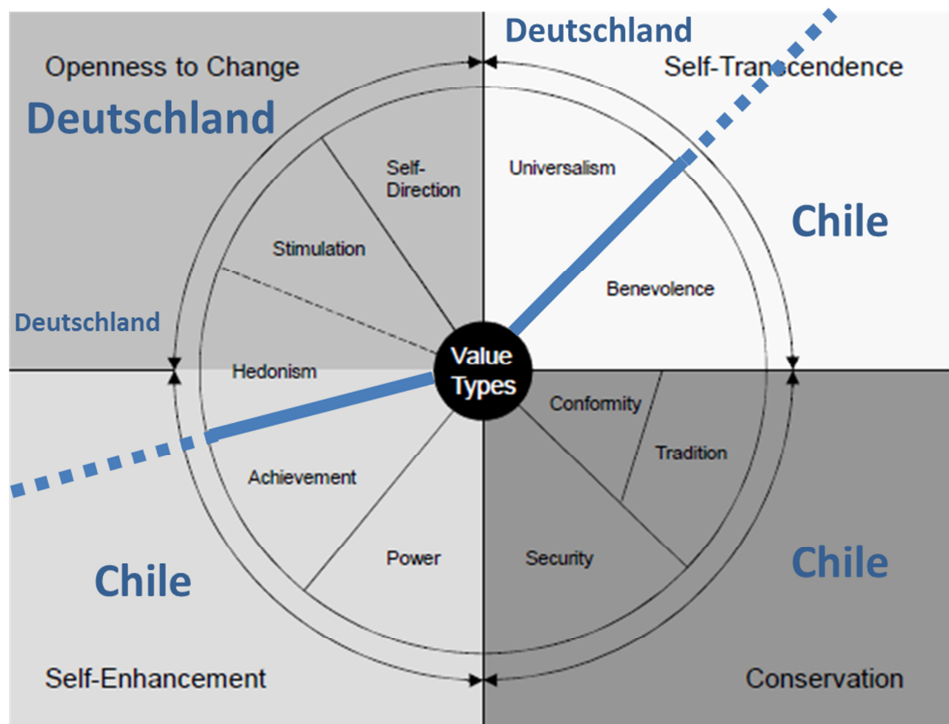 Deutschland
Openness to Change
Self-Transcendence
Deutschland
Self-
Direction
Universalism
Chile
Stimulation
Benevolence
Deutschland
Value
Types
Hedonism
Conformity
Tradition
Achievement
Power
Security
Chile
Chile
Self-Enhancement
Conservation